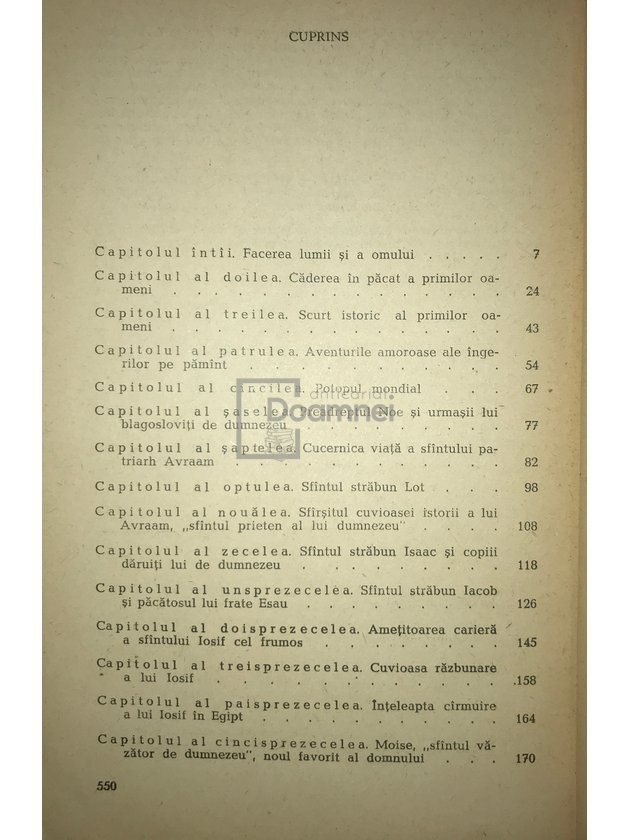 CUPRINS
Capitolul întîi. Facerea lumii și a omului . . . . . 7
Capitolul al doilea. Căderea în păcat a primilor oa-
meni . . . . . . . . . . . . . . 24
Capitolul al treilea. Scurt istoric al primilor oa-
meni . . . . . . . . . . . . . . 43
Capitolul al patrulea. Aventurile amoroase ale înge-
rilor pe pămînt . . . . . . . . . . . 54
Capitolul al cincilea. Potopul mondial . . . 67
anticariat
Doamnei
Capitolul al șaselea. Preadreptul Noe și urmașii lui
blagosloviți de dumnezeu . . . . . . . . 77
Capitolul al șaptelea. Cucernica viață a sfîntului pa-
triarh Avraam . . . . . . . . . . 82
Capitolul al optulea. Sfîntul străbun Lot . . . 98
Capitolul al nouălea. Sfîrșitul cuvioasei istorii a lui
Avraam, „sfîntul prieten al lui dumnezeu" . . . . 108
Capitolul al zecelea. Sfîntul străbun Isaac și copiii
dăruiți lui de dumnezeu . . . . . . . . 118
Capitolul al unsprezecelea. Sfîntul străbun Iacob
și păcătosul lui frate Esau . . . . . . . . 126
Capitolul al doisprezecelea. Amețitoarea carieră
a sfîntului Iosif cel frumos . . . . . . . 145
Capitolul al treisprezecelea. Cuvioasa răzbunare
a lui Iosif . . . . . . . . . . . 158
Capitolul al paisprezecelea. Înțeleapta cîrmuire
a lui Iosif în Egipt . . . . . . . . . 164
Capitolul al cincisprezecelea. Moise, „sfîntul vă-
zător de dumnezeu", noul favorit al domnului . . . 170
550